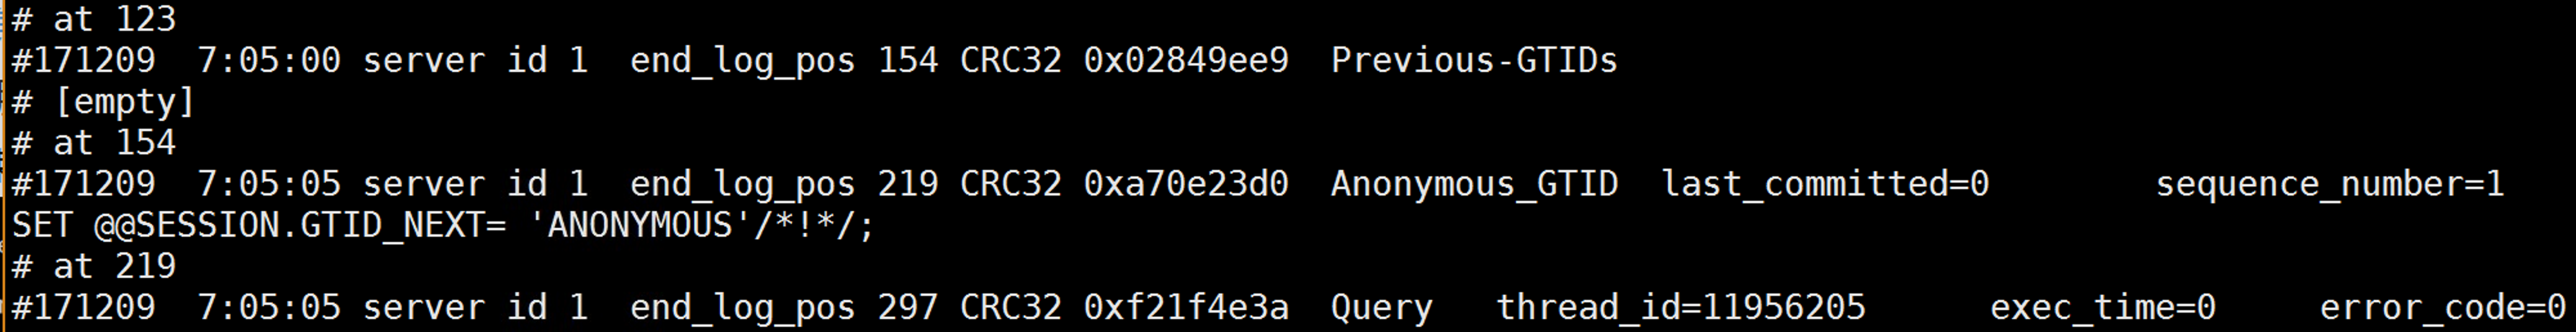 # at 123
#171209  7:05:00 server id 1  end_log_pos 154 CRC32 0x02849ee9  Previous-GTIDs
# [empty]
# at 154
#171209  7:05:05 server id 1  end_log_pos 219 CRC32 0xa70e23d0  Anonymous_GTID  last_committed=0        sequence_number=1
SET @@SESSION.GTID_NEXT= 'ANONYMOUS'/*!*/;
# at 219
#171209  7:05:05 server id 1  end_log_pos 297 CRC32 0xf21f4e3a  Query   thread_id=11956205      exec_time=0     error_code=0